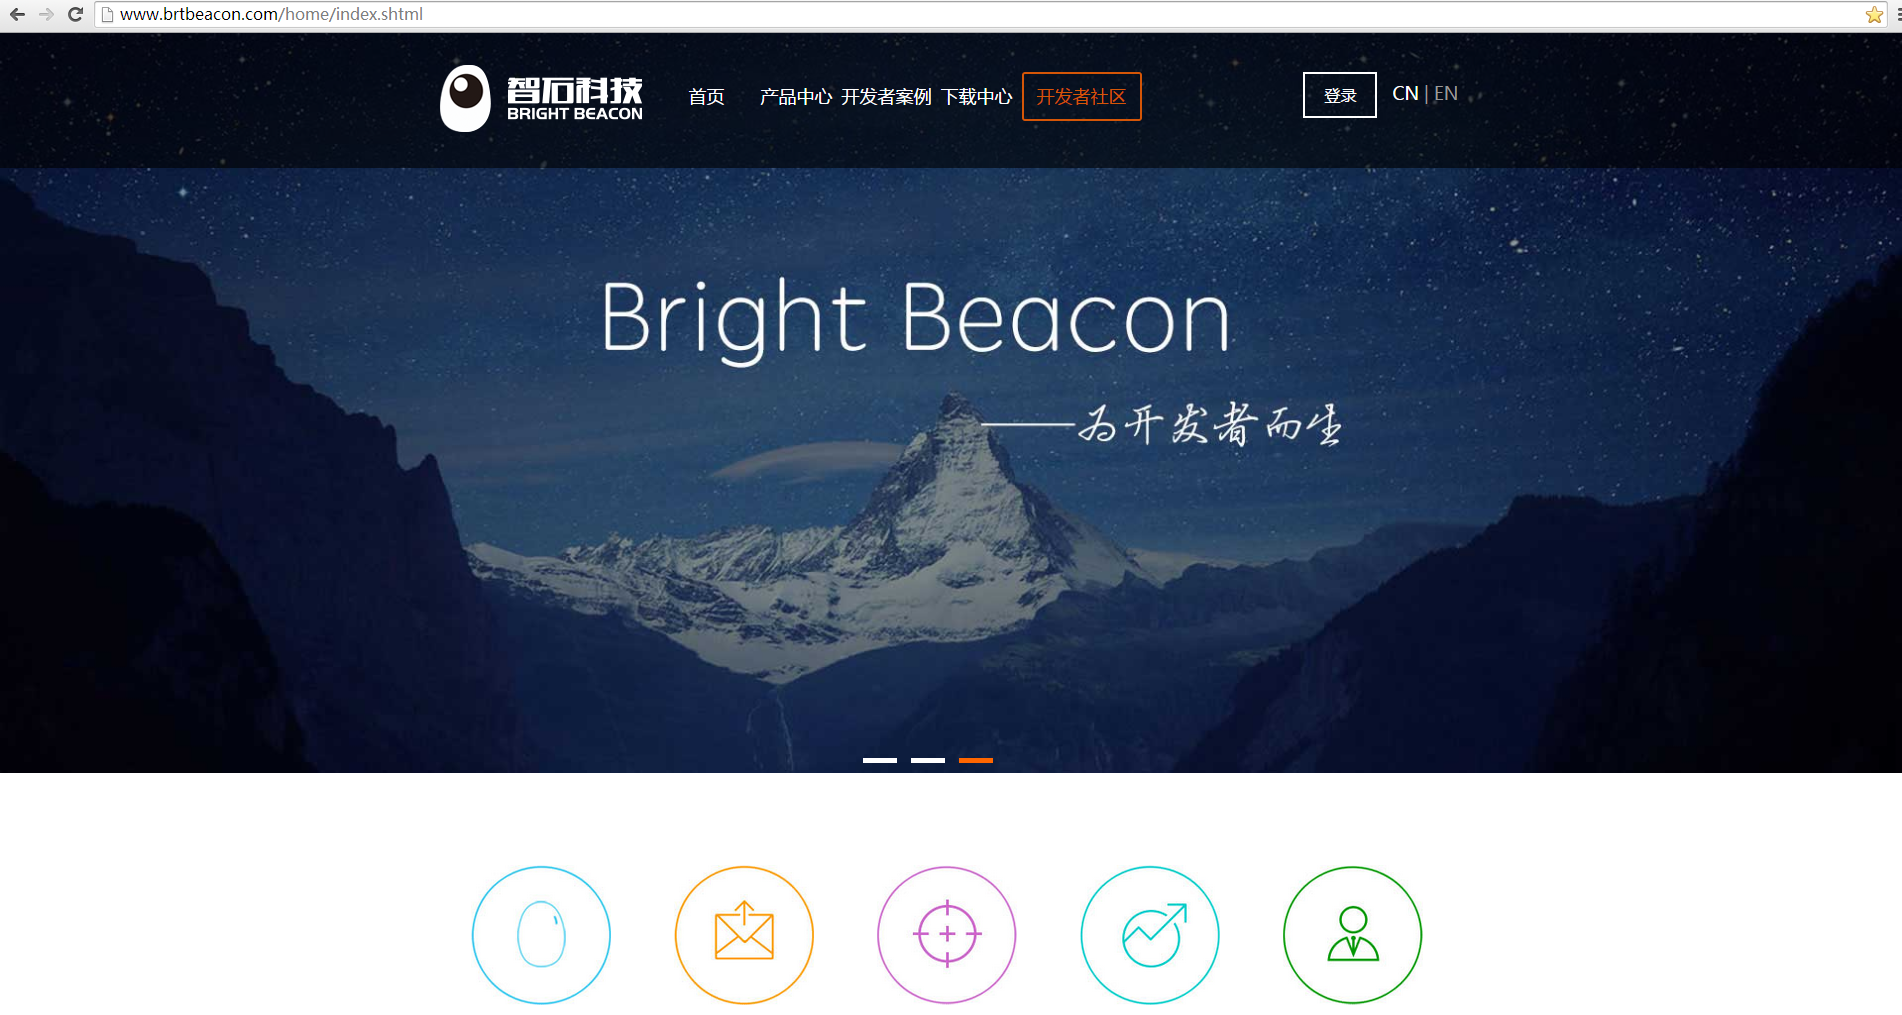 www.brtbeacon.com/home/index.shtml
智石科技
BRIGHT BEACON
首页 产品中心 开发者案例 下载中心 开发者社区 登录 CN | EN
Bright Beacon
——为开发者而生